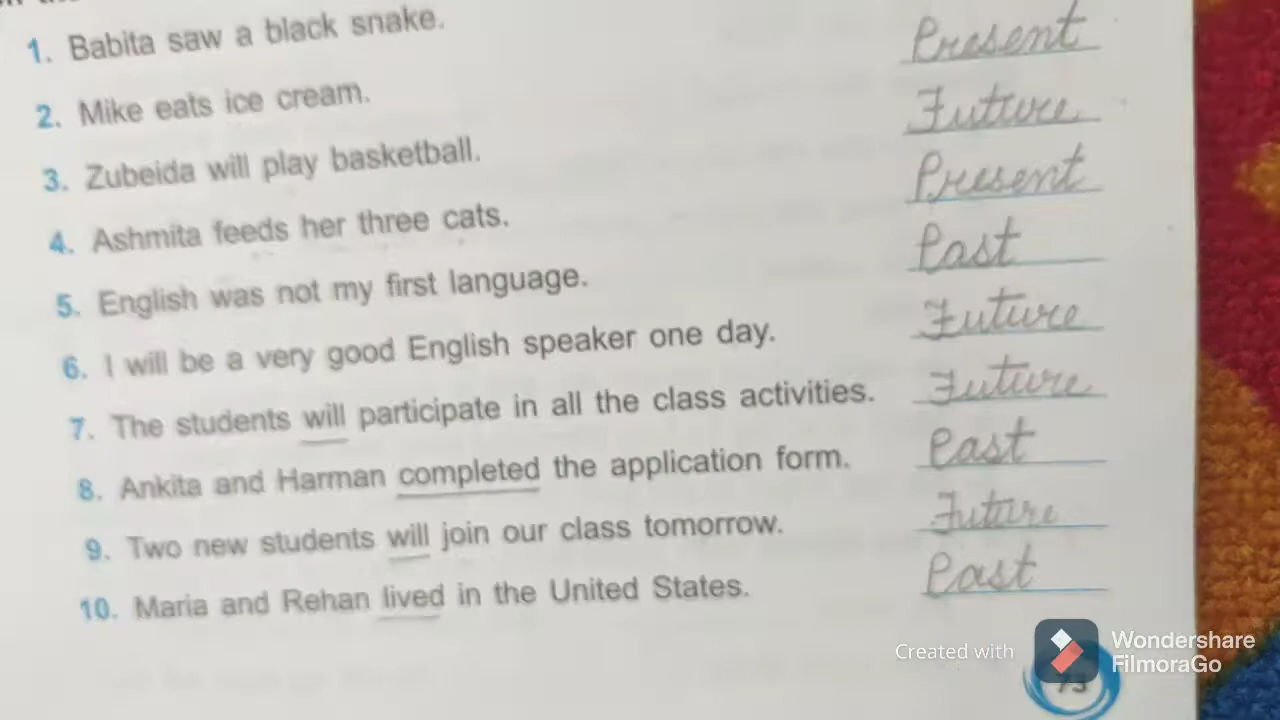 1. Babita saw a black snake.
2. Mike eats ice cream. Present
3. Zubeida will play basketball. Future
4. Ashmita feeds her three cats. Present
5. English was not my first language. Past
6. I will be a very good English speaker one day. Future
7. The students will participate in all the class activities. Future
8. Ankita and Harman completed the application form. Past
9. Two new students will join our class tomorrow. Future
10. Maria and Rehan lived in the United States. Past
Created with Wondershare FilmoraGo